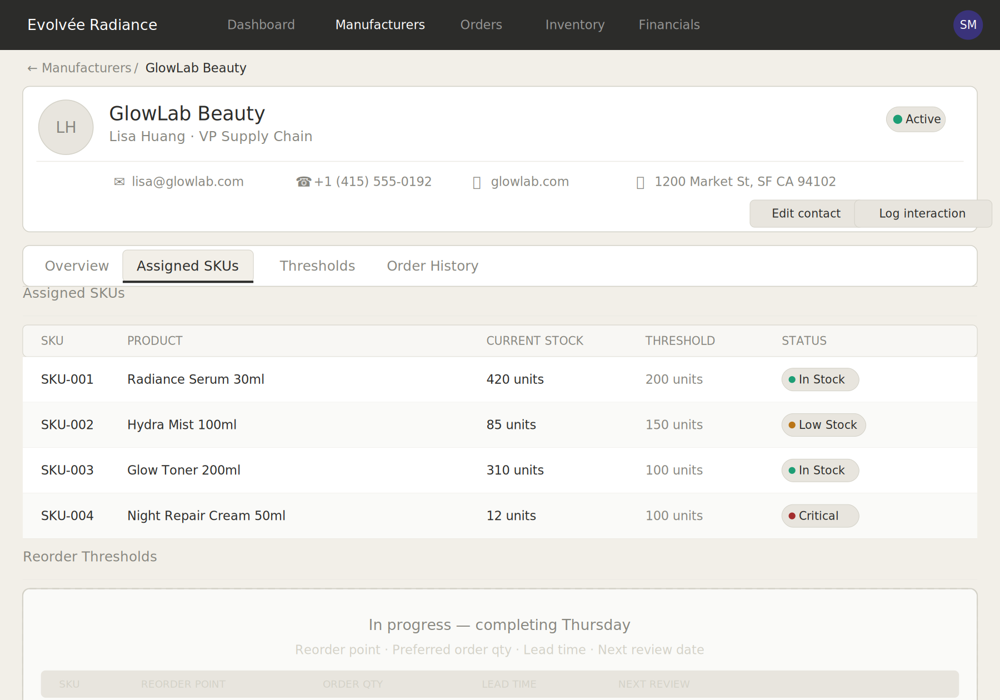 Evolvée Radiance Dashboard Manufacturers Orders Inventory Financials SM
← Manufacturers / GlowLab Beauty
LH
GlowLab Beauty
Lisa Huang · VP Supply Chain
Active
✉ lisa@glowlab.com ☎ +1 (415) 555-0192 glowlab.com 1200 Market St, SF CA 94102
Edit contact Log interaction
Overview Assigned SKUs Thresholds Order History
Assigned SKUs
SKU PRODUCT CURRENT STOCK THRESHOLD STATUS
SKU-001 Radiance Serum 30ml 420 units 200 units In Stock
SKU-002 Hydra Mist 100ml 85 units 150 units Low Stock
SKU-003 Glow Toner 200ml 310 units 100 units In Stock
SKU-004 Night Repair Cream 50ml 12 units 100 units Critical
Reorder Thresholds
In progress — completing Thursday
Reorder point · Preferred order qty · Lead time · Next review date
SKU REORDER POINT ORDER QTY LEAD TIME NEXT REVIEW